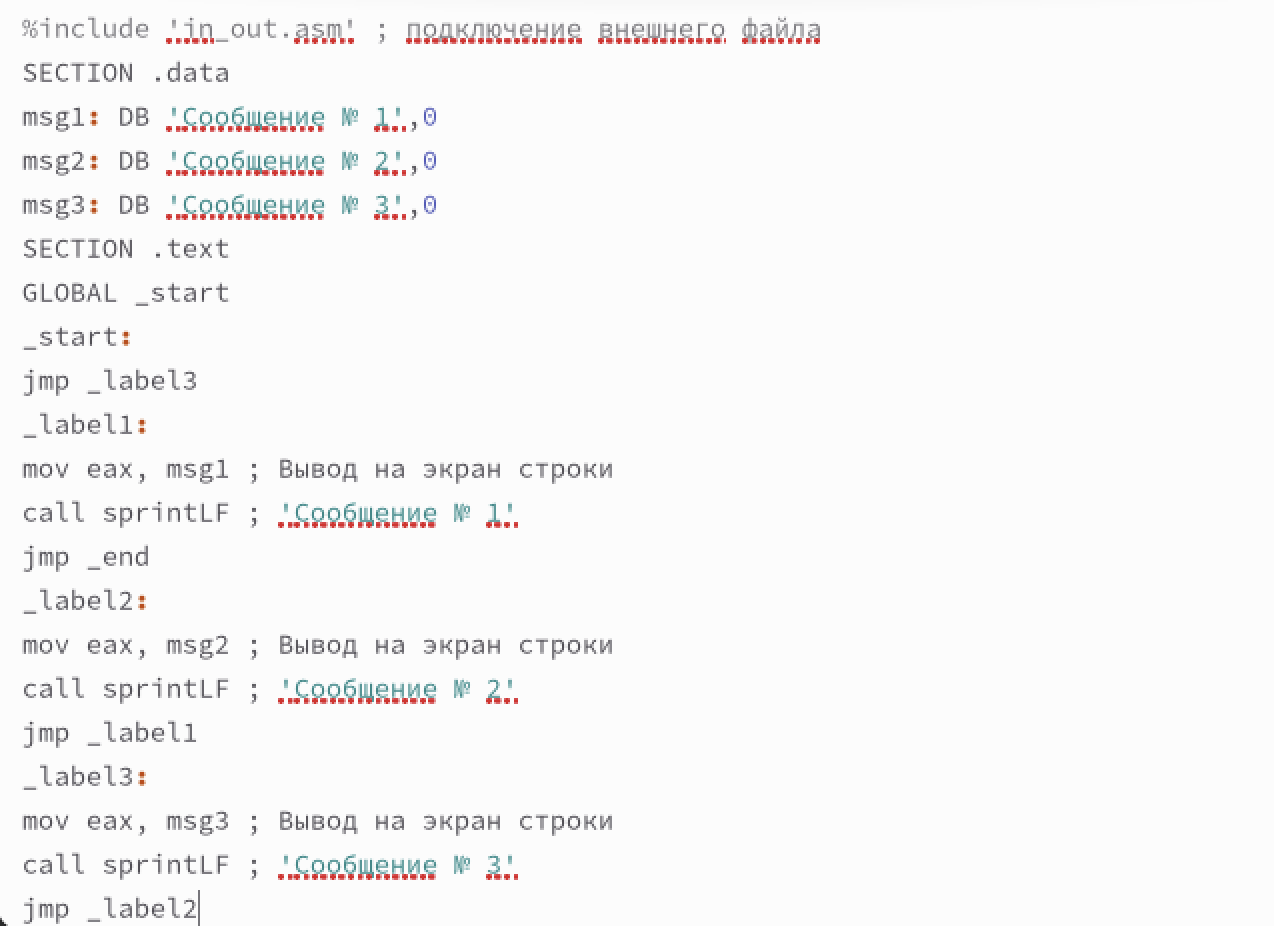 %include 'in_out.asm' ; подключение внешнего файла
SECTION .data
msg1: DB 'Сообщение № 1',0
msg2: DB 'Сообщение № 2',0
msg3: DB 'Сообщение № 3',0
SECTION .text
GLOBAL _start
_start:
jmp _label3
_label1:
mov eax, msg1 ; Вывод на экран строки
call sprintLF ; 'Сообщение № 1'
jmp _end
_label2:
mov eax, msg2 ; Вывод на экран строки
call sprintLF ; 'Сообщение № 2'
jmp _label1
_label3:
mov eax, msg3 ; Вывод на экран строки
call sprintLF ; 'Сообщение № 3'
jmp _label2